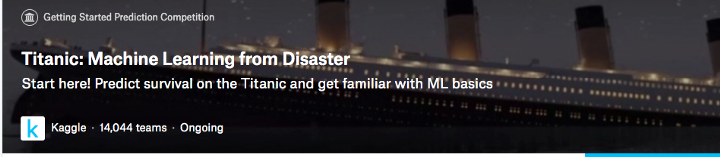 Getting Started Prediction Competition
Titanic: Machine Learning from Disaster
Start here! Predict survival on the Titanic and get familiar with ML basics
k Kaggle · 14,044 teams · Ongoing